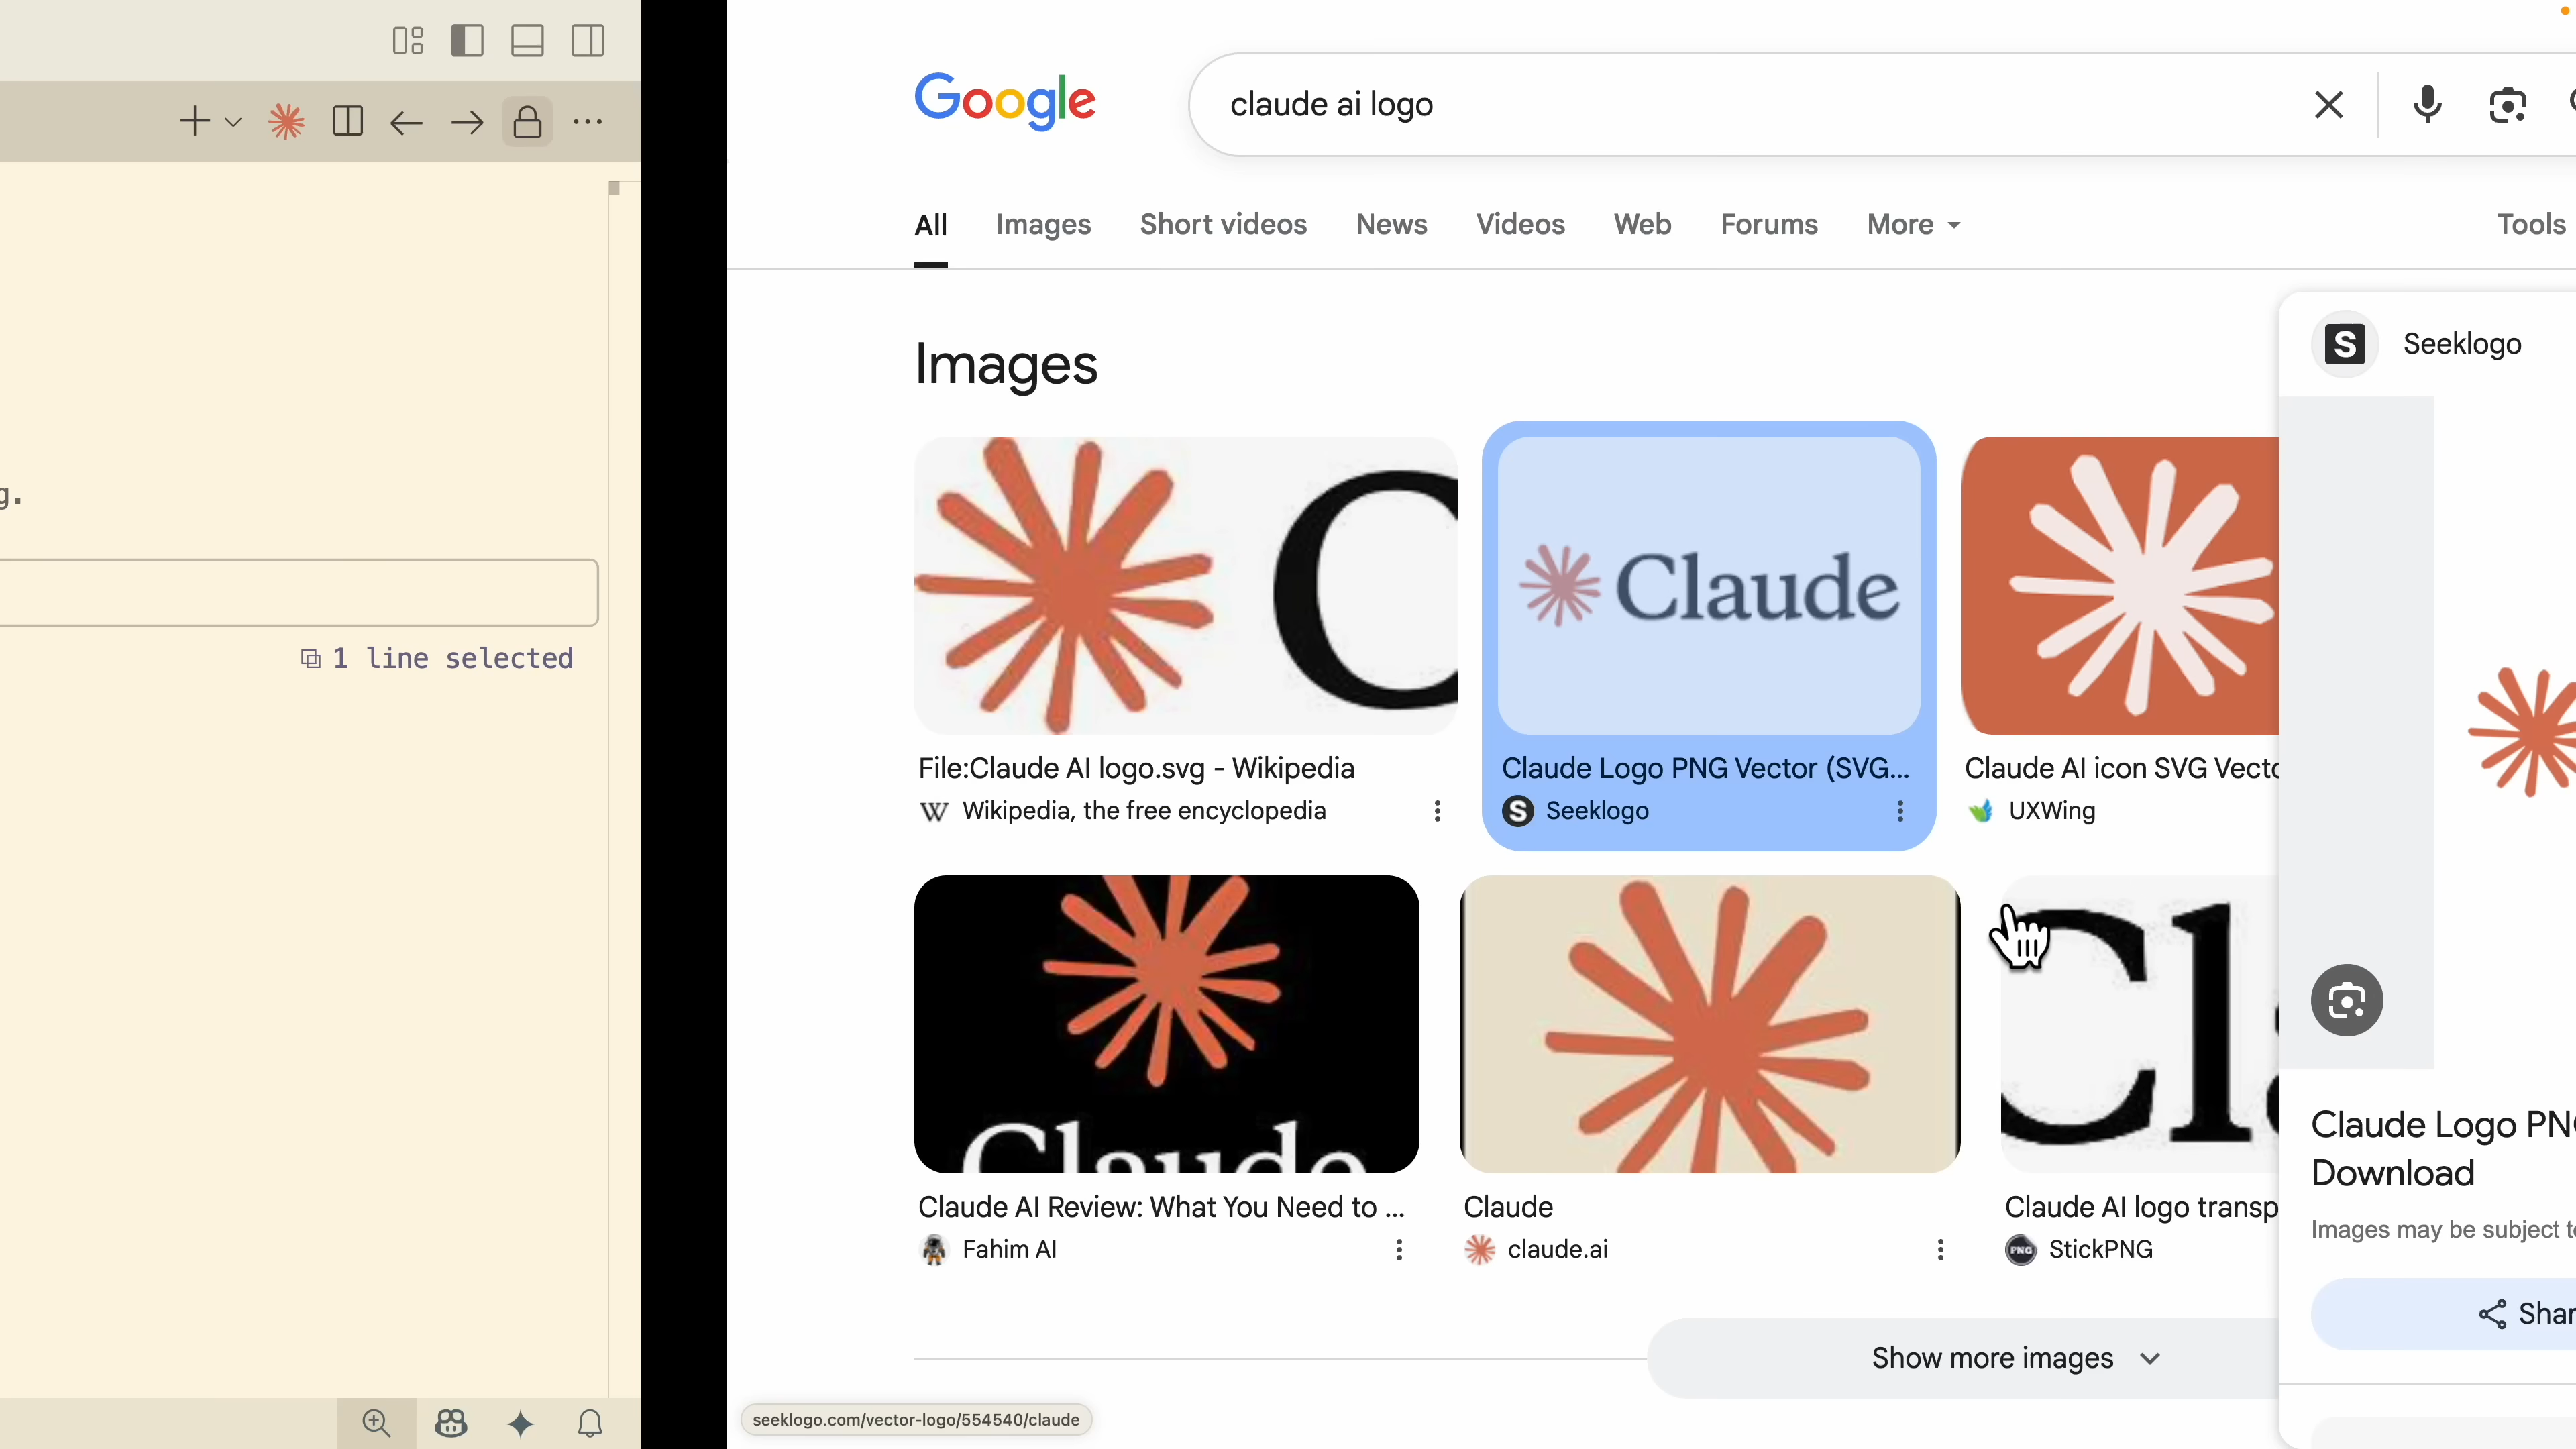 g.
1 line selected
Google
claude ai logo
All Images Short videos News Videos Web Forums More Tools
Images
C
Claude
File:Claude AI logo.svg - Wikipedia
W Wikipedia, the free encyclopedia
Claude Logo PNG Vector (SVG...
S Seeklogo
Claude AI icon SVG Vecto
UXWing
Claude
Cla
Claude AI Review: What You Need to ...
Fahim AI
Claude
claude.ai
Claude AI logo transp
PNG StickPNG
Show more images
seeklogo.com/vector-logo/554540/claude
S Seeklogo
Claude Logo PN
Download
Images may be subject t
Shar